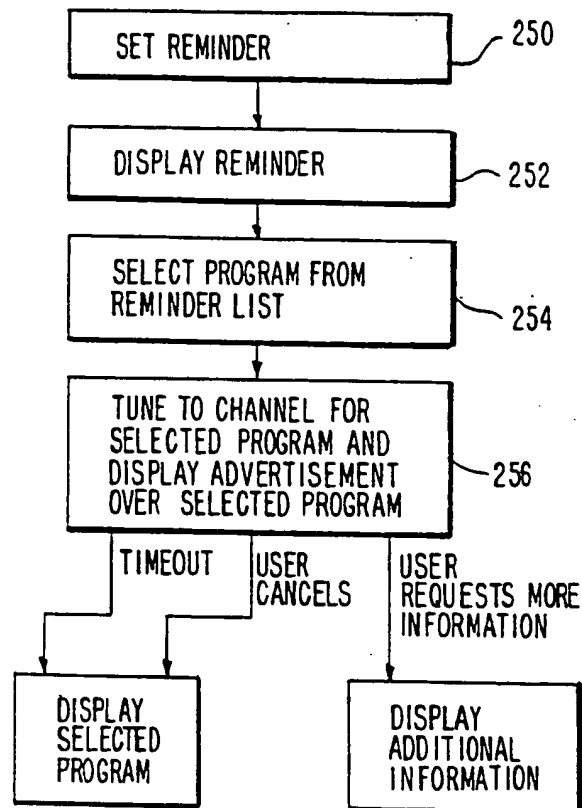 SET REMINDER
250
DISPLAY REMINDER
252
SELECT PROGRAM FROM
REMINDER LIST
254
TUNE TO CHANNEL FOR
SELECTED PROGRAM AND
DISPLAY ADVERTISEMENT
OVER SELECTED PROGRAM
256
TIMEOUT
USER
CANCELS
USER
REQUESTS MORE
INFORMATION
DISPLAY
SELECTED
PROGRAM
DISPLAY
ADDITIONAL
INFORMATION